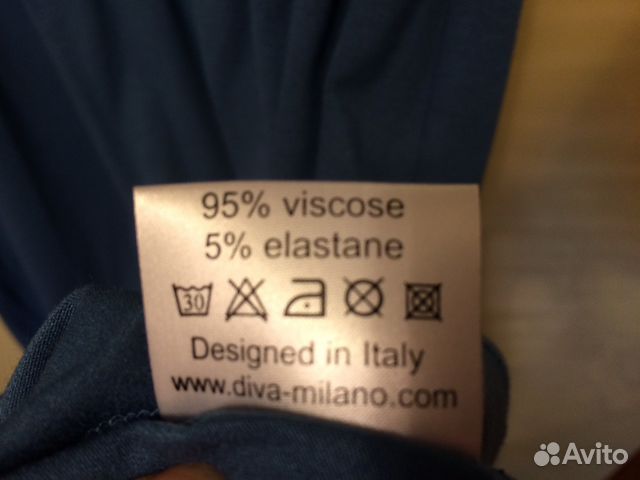 95% viscose
5% elastane
30
Designed in Italy
www.diva-milano.com
Avito